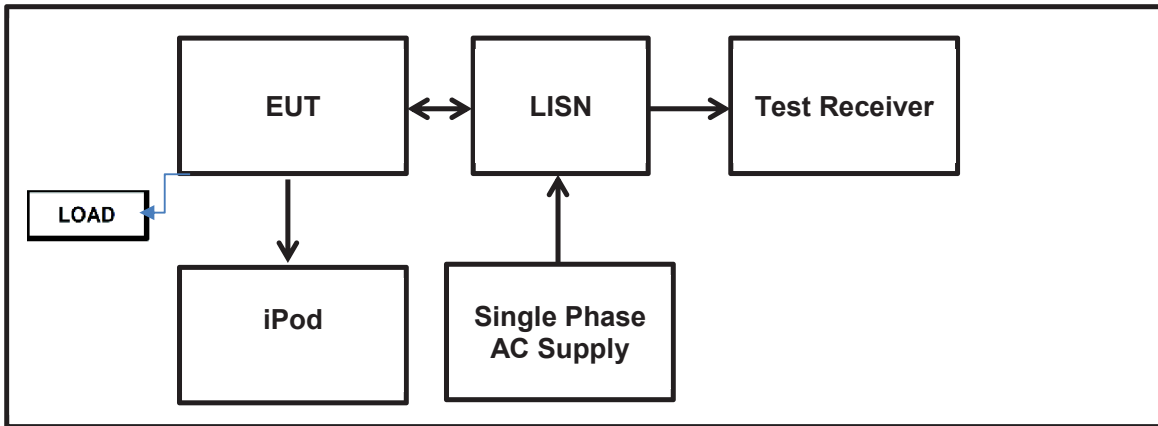 EUT
LISN
Test Receiver
LOAD
iPod
Single Phase
AC Supply